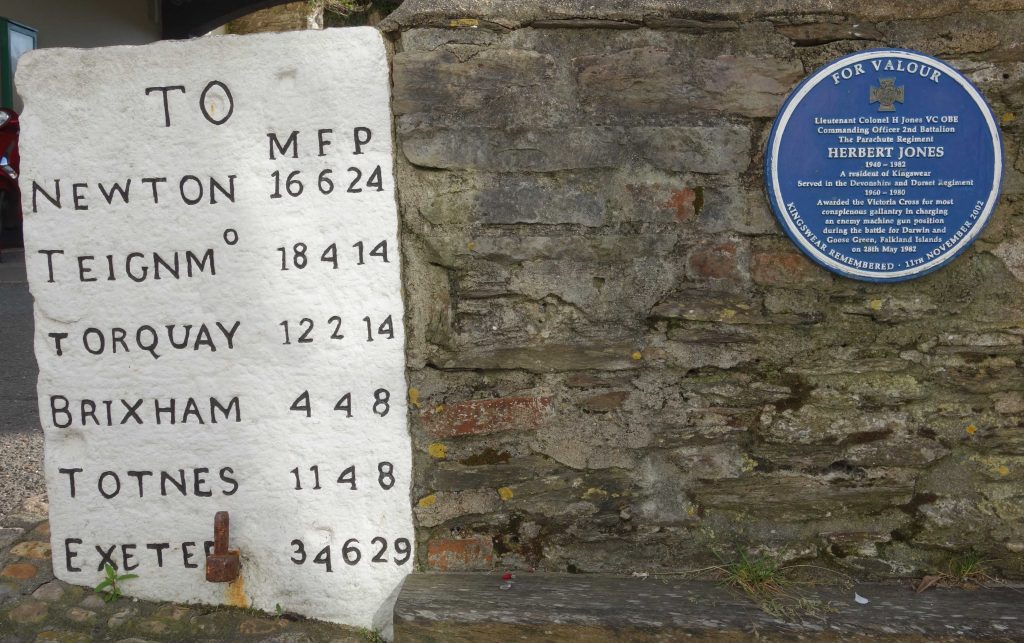 TO
M F P
NEWTON 16 6 24
TEIGNMº 18 4 14
TORQUAY 12 2 14
BRIXHAM 4 4 8
TOTNES 11 4 8
EXETER 34 6 29
FOR VALOUR
Lieutenant Colonel H Jones VC OBE
Commanding Officer 2nd Battalion
The Parachute Regiment
HERBERT JONES
1940 – 1982
A resident of Kingswear
Served in the Devonshire and Dorset Regiment
1960 – 1980
Awarded the Victoria Cross for most
conspicuous gallantry in charging
an enemy machine gun position
during the battle for Darwin and
Goose Green, Falkland Islands
on 28th May 1982
KINGSWEAR REMEMBERED · 11TH NOVEMBER 2002